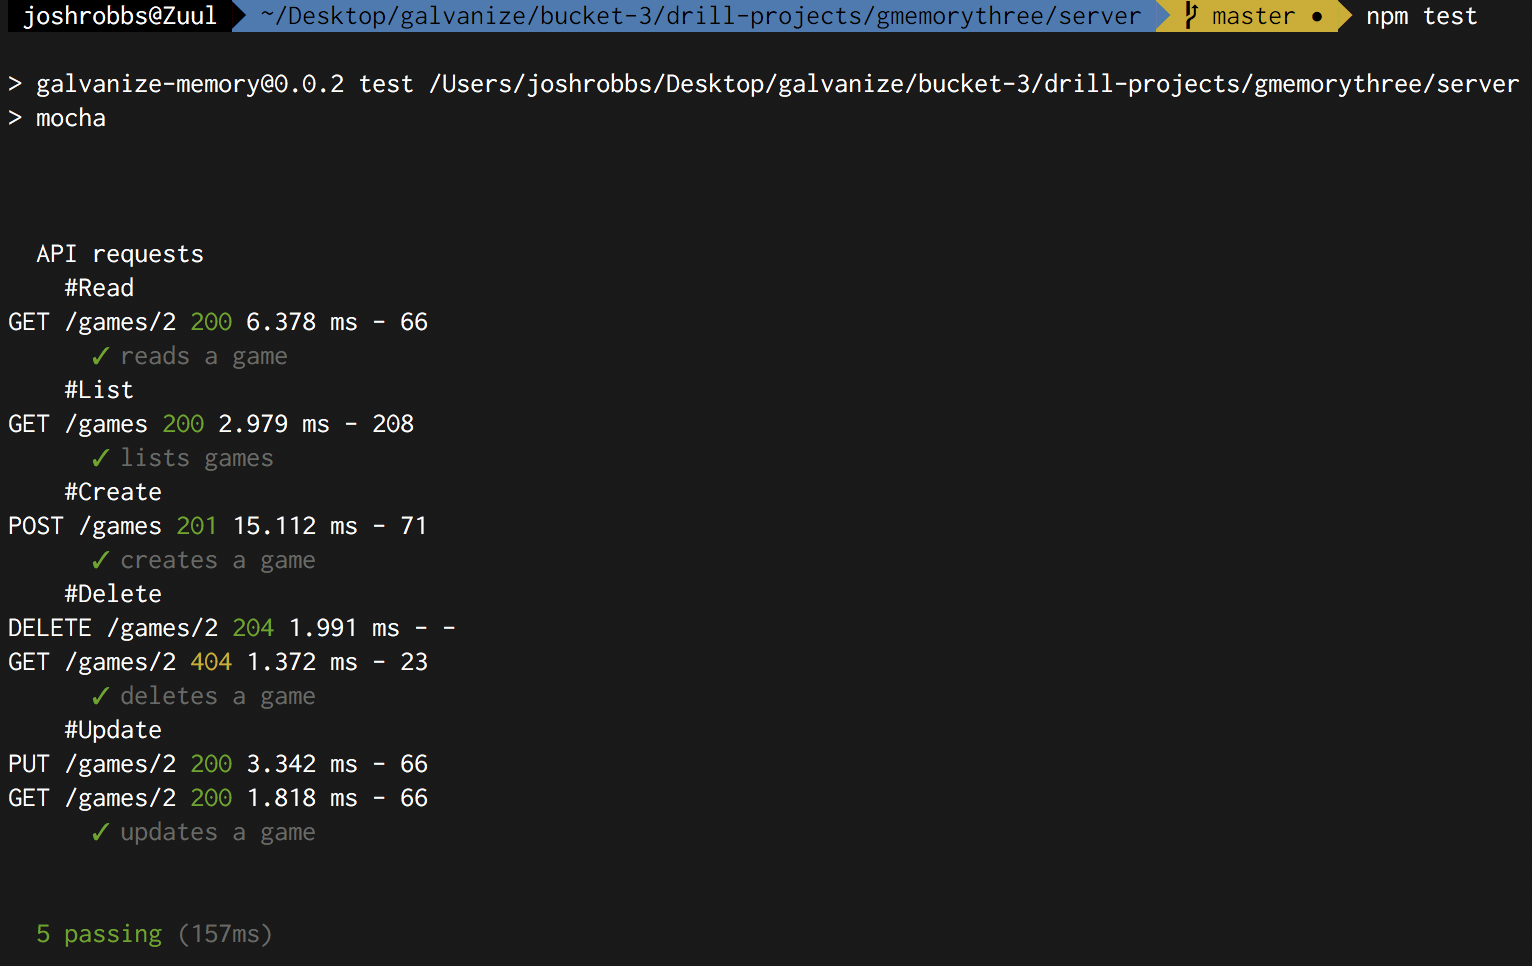 joshrobbs@Zuul ~/Desktop/galvanize/bucket-3/drill-projects/gmemorythree/server master ● npm test
> galvanize-memory@0.0.2 test /Users/joshrobbs/Desktop/galvanize/bucket-3/drill-projects/gmemorythree/server
> mocha
API requests
#Read
GET /games/2 200 6.378 ms - 66
✓ reads a game
#List
GET /games 200 2.979 ms - 208
✓ lists games
#Create
POST /games 201 15.112 ms - 71
✓ creates a game
#Delete
DELETE /games/2 204 1.991 ms - -
GET /games/2 404 1.372 ms - 23
✓ deletes a game
#Update
PUT /games/2 200 3.342 ms - 66
GET /games/2 200 1.818 ms - 66
✓ updates a game
5 passing (157ms)